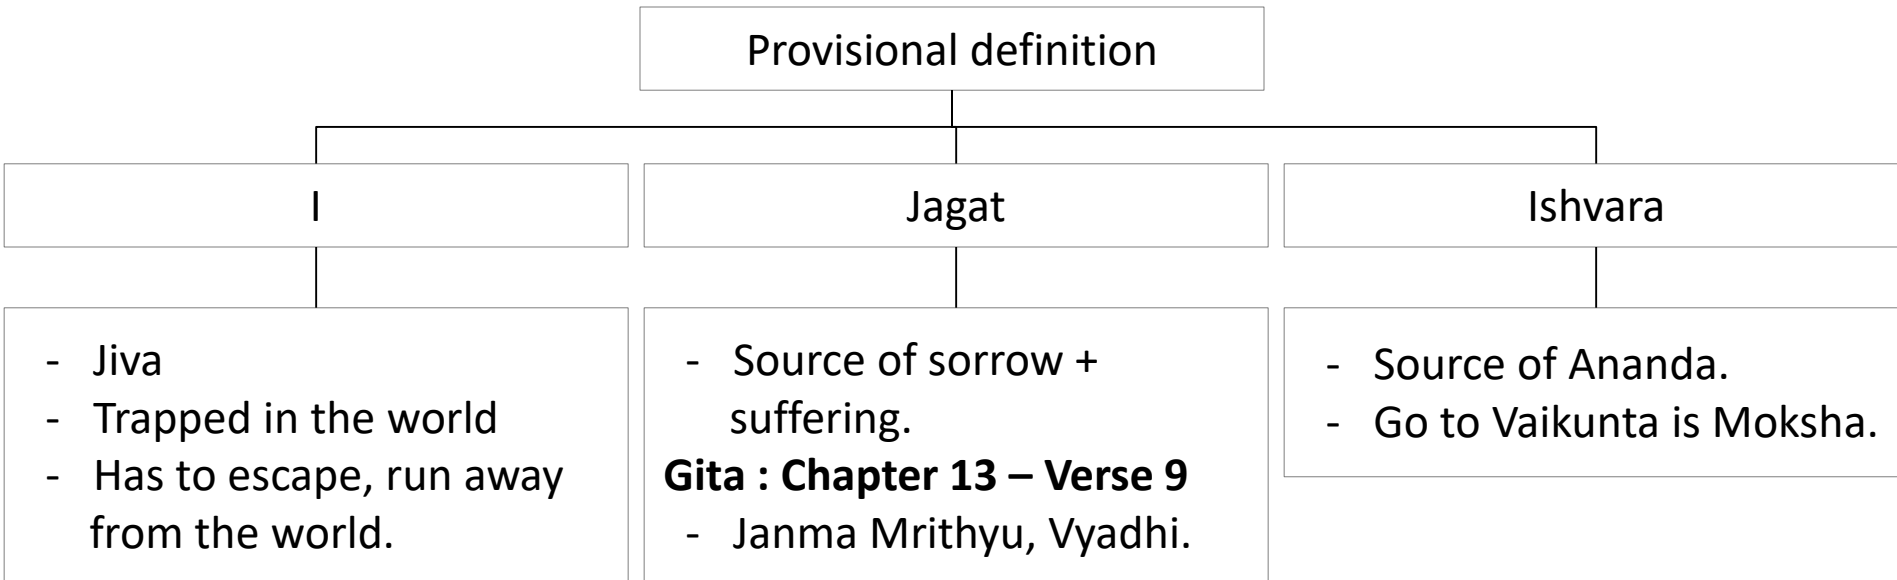 Provisional definition
I
Jagat
Ishvara
- Jiva
- Trapped in the world
- Has to escape, run away
from the world.
- Source of sorrow +
suffering.
Gita : Chapter 13 – Verse 9
- Janma Mrithyu, Vyadhi.
- Source of Ananda.
- Go to Vaikunta is Moksha.